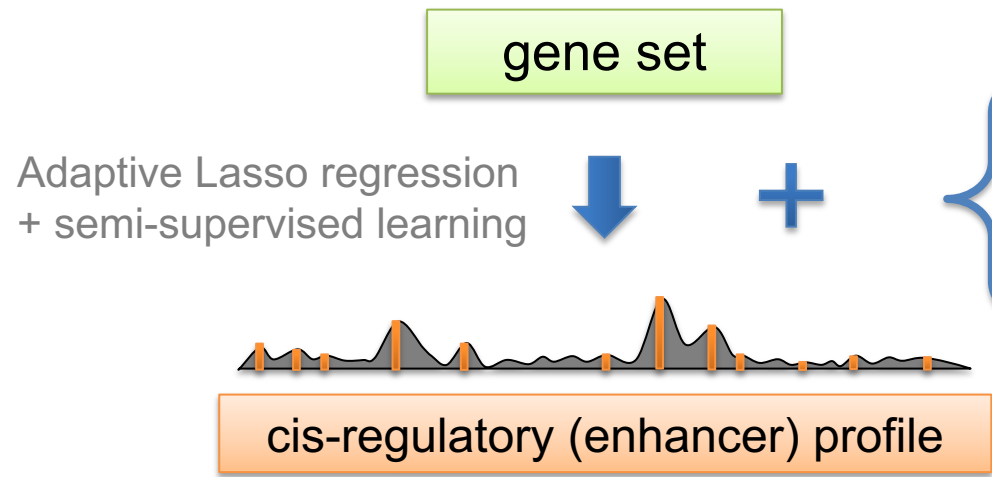 gene set
Adaptive Lasso regression
+ semi-supervised learning
cis-regulatory (enhancer) profile